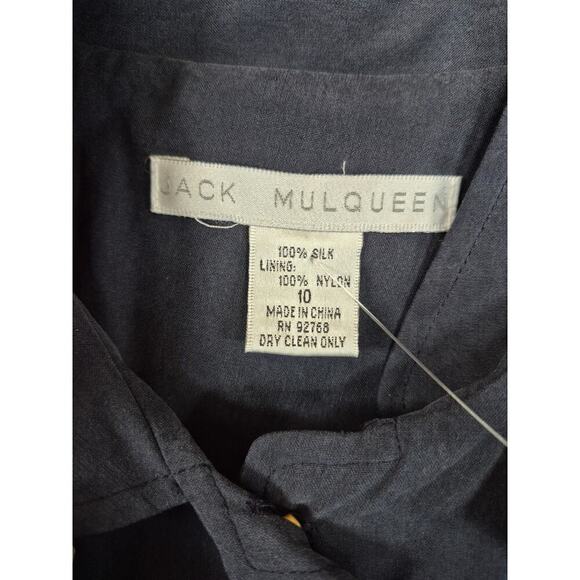 JACK MULQUEEN
100% SILK
LINING:
100% NYLON
10
MADE IN CHINA
RN 92768
DRY CLEAN ONLY